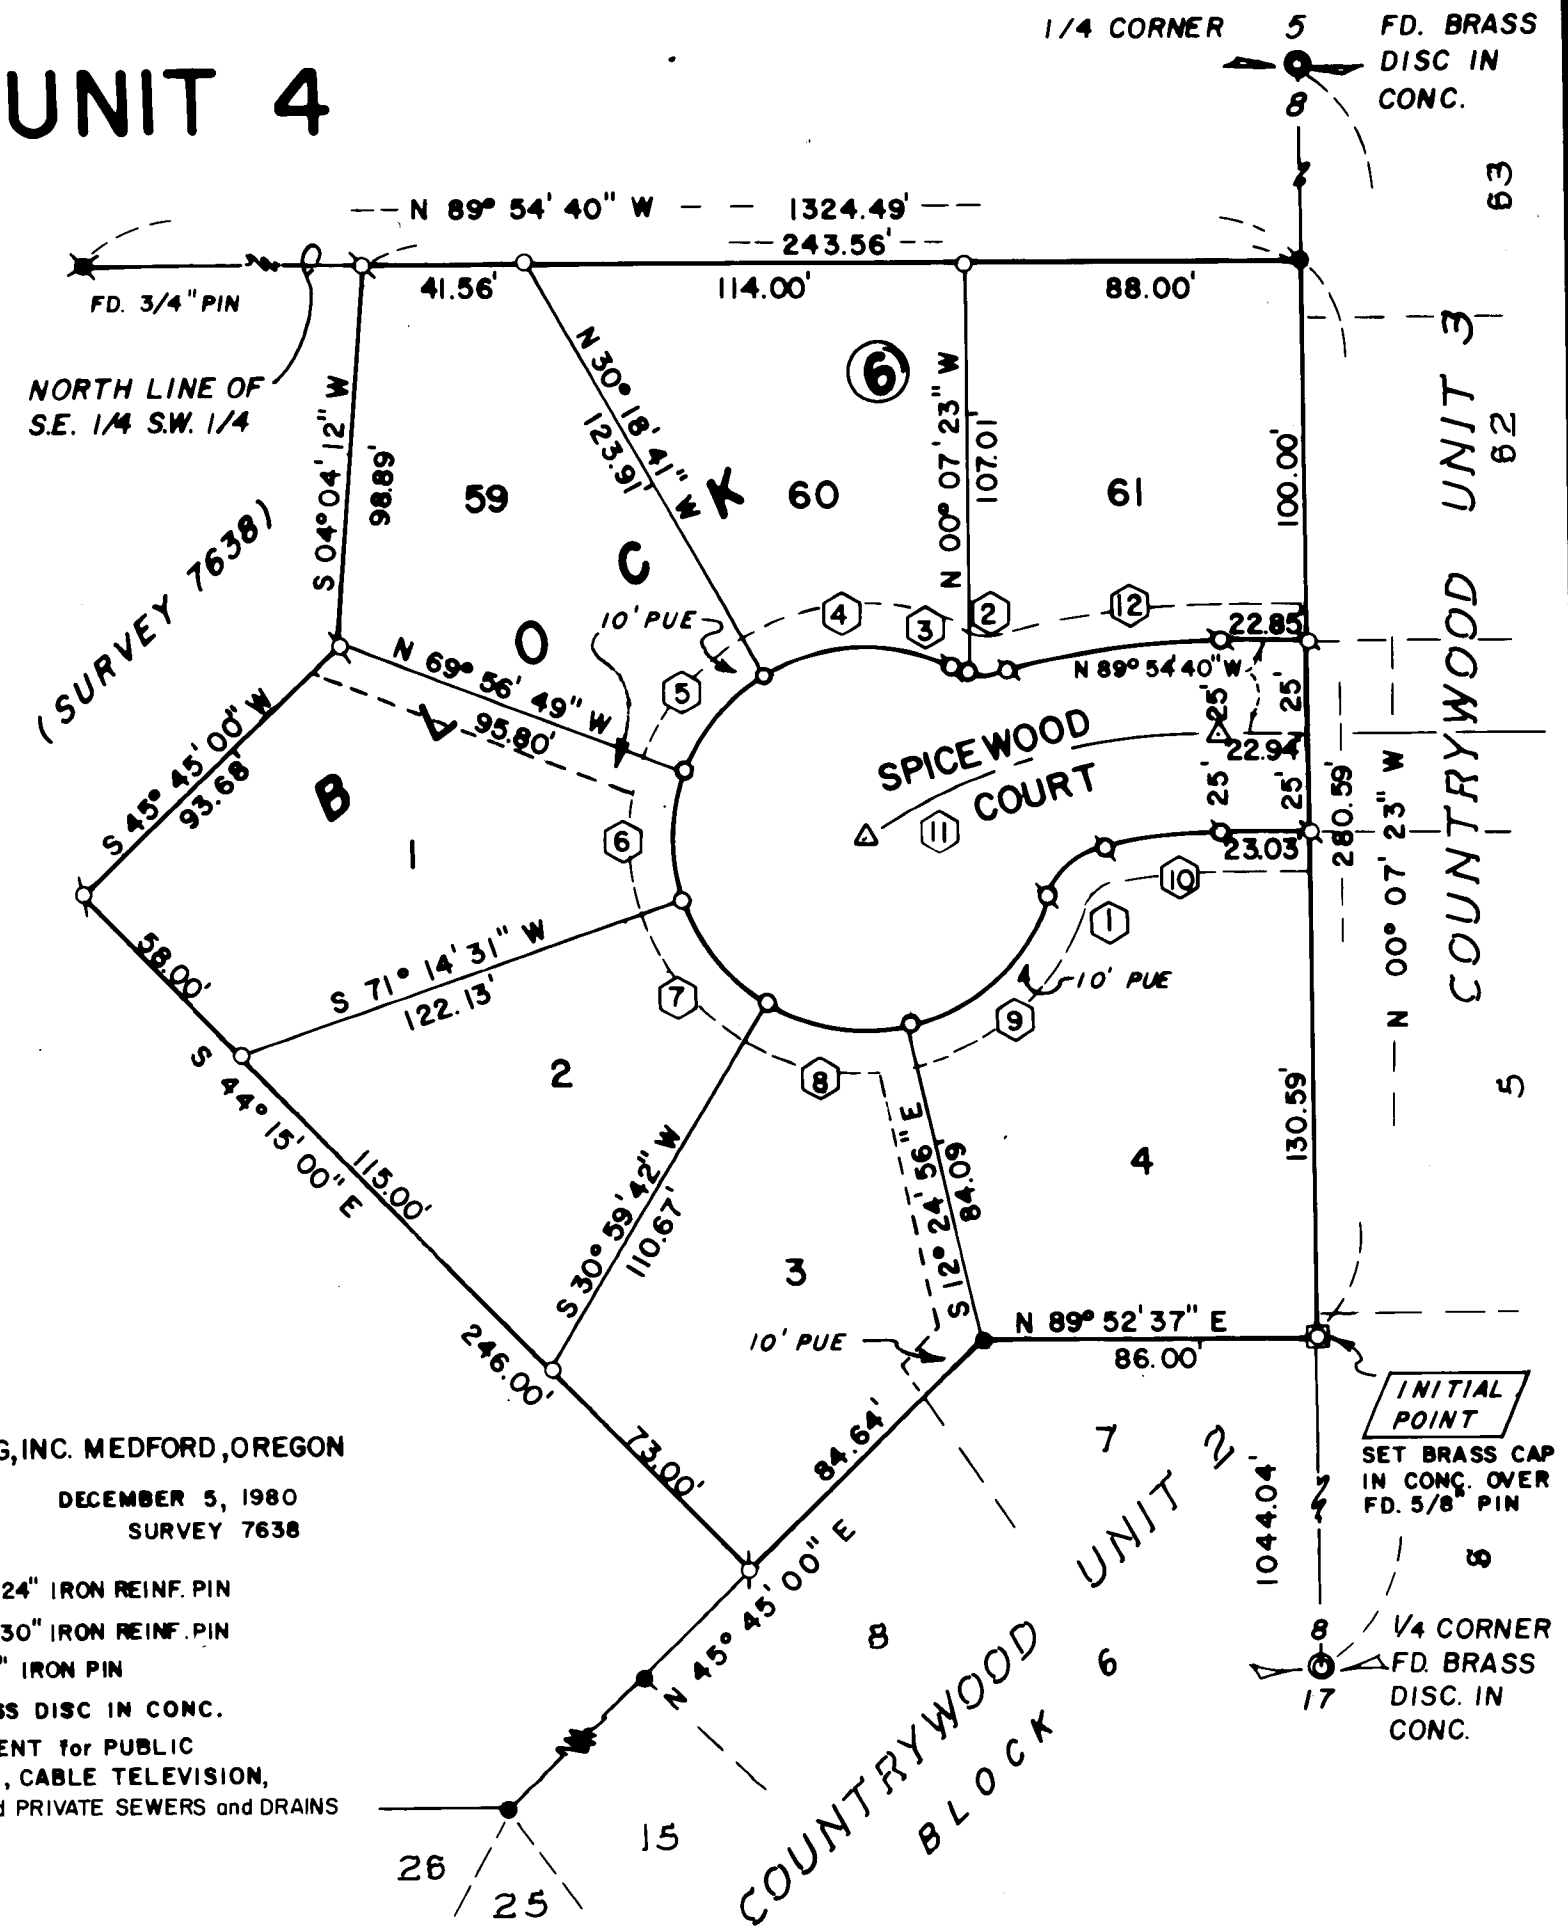 UNIT 4
1/4 CORNER
5
8
FD. BRASS
DISC IN
CONC.
63
N 89° 54' 40" W
1324.49'
243.56'
41.56'
114.00'
88.00'
FD. 3/4" PIN
NORTH LINE OF
S.E. 1/4 S.W. 1/4
(SURVEY 7638)
S 04° 04' 12" W
98.89'
59
N 30° 18' 41" W
123.91'
60
6
N 00° 07' 23" W
107.01
61
100.00'
COUNTRYWOOD UNIT 3
62
BLOCK
10' PUE
4
3
2
12
22.85
N 89° 54' 40" W
5
N 69° 56' 49" W
95.80'
25'
25'
22.94'
25'
25'
23.03'
280.59'
N 00° 07' 23" W
SPICEWOOD
COURT
11
S 45° 45' 00" W
93.68'
1
6
10
1
10' PUE
58.00'
S 71° 14' 31" W
122.13'
7
9
8
2
S 44° 15' 00" E
115.00'
246.00'
S 30° 59' 42" W
110.67'
3
S 12° 24' 56" E
84.09'
4
130.59'
5
10' PUE
N 89° 52' 37" E
86.00'
INITIAL
POINT
SET BRASS CAP
IN CONC. OVER
FD. 5/8" PIN
73.00'
84.64'
N 45° 45' 00" E
7
8
6
COUNTRYWOOD UNIT 2
BLOCK
1044.04'
8
8
17
1/4 CORNER
FD. BRASS
DISC. IN
CONC.
G, INC. MEDFORD, OREGON
DECEMBER 5, 1980
SURVEY 7638
24" IRON REINF. PIN
30" IRON REINF. PIN
" IRON PIN
SS DISC IN CONC.
ENT for PUBLIC
, CABLE TELEVISION,
d PRIVATE SEWERS and DRAINS
26
25
15